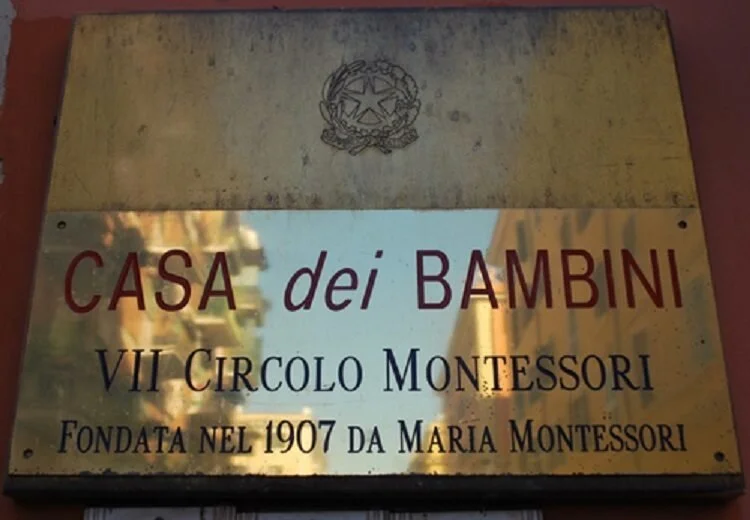 CASA dei BAMBINI
VII CIRCOLO MONTESSORI
FONDATA NEL 1907 DA MARIA MONTESSORI